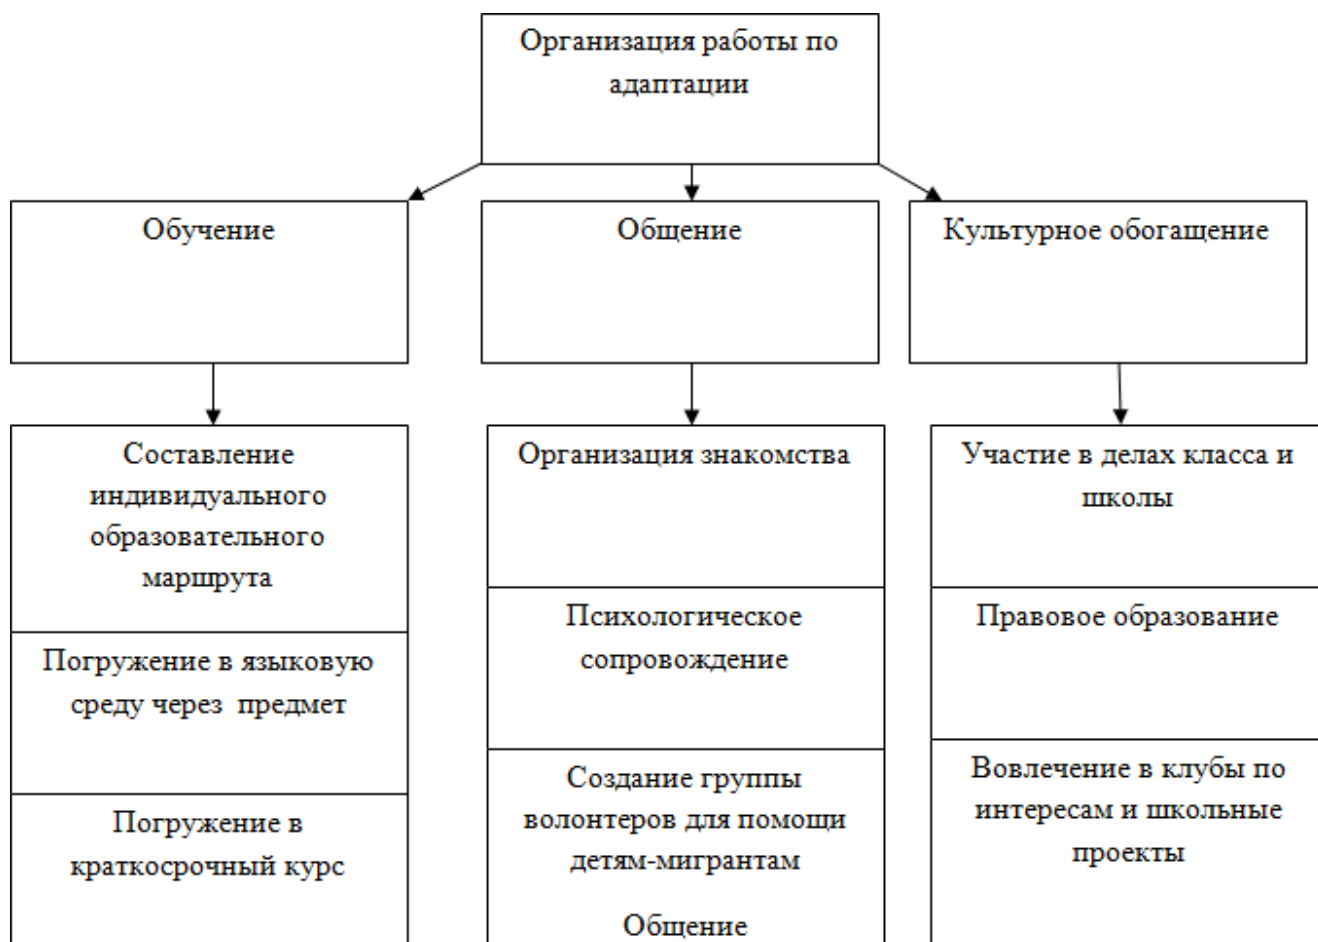 Организация работы по
адаптации
Обучение
Общение
Культурное обогащение
Составление
индивидуального
образовательного
маршрута
Погружение в языковую
среду через предмет
Погружение в
краткосрочный курс
Организация знакомства
Психологическое
сопровождение
Создание группы
волонтеров для помощи
детям-мигрантам
Общение
Участие в делах класса и
школы
Правовое образование
Вовлечение в клубы по
интересам и школьные
проекты